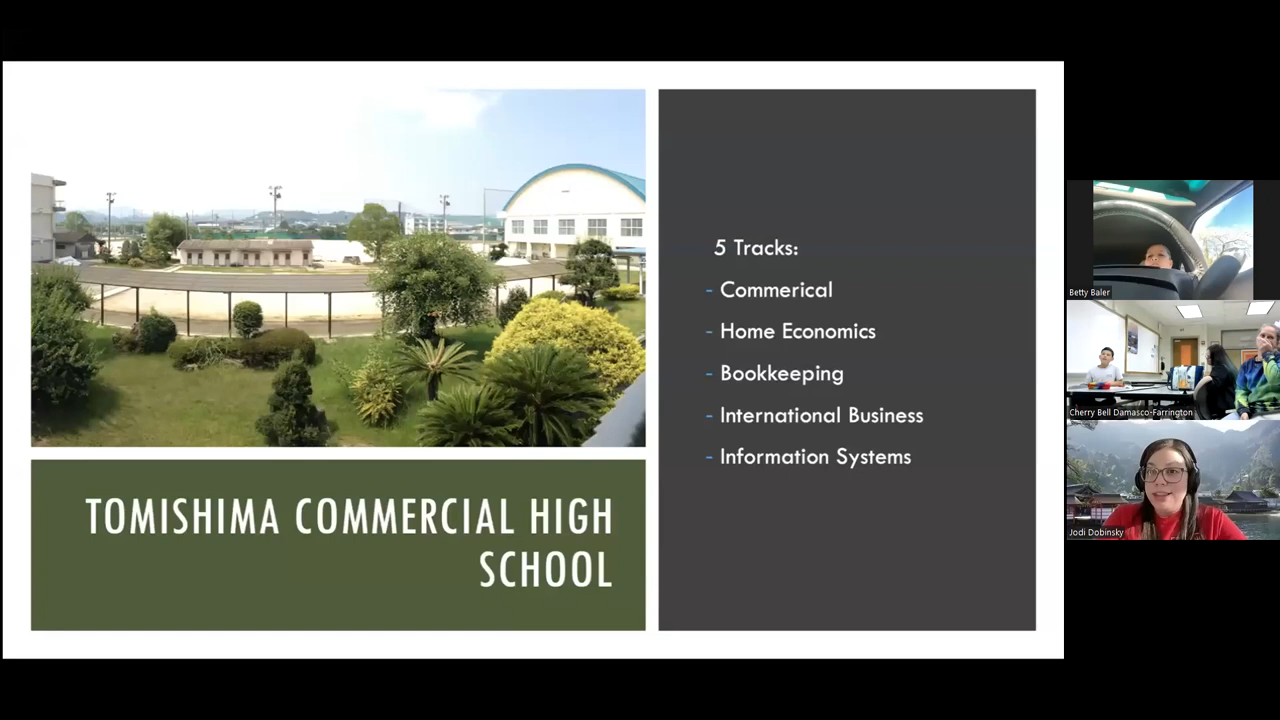 5 Tracks:
- Commerical
- Home Economics
- Bookkeeping
- International Business
- Information Systems
TOMISHIMA COMMERCIAL HIGH
SCHOOL
Betty Baler
Cherry Bell Damasco-Farrington
Jodi Dobinsky